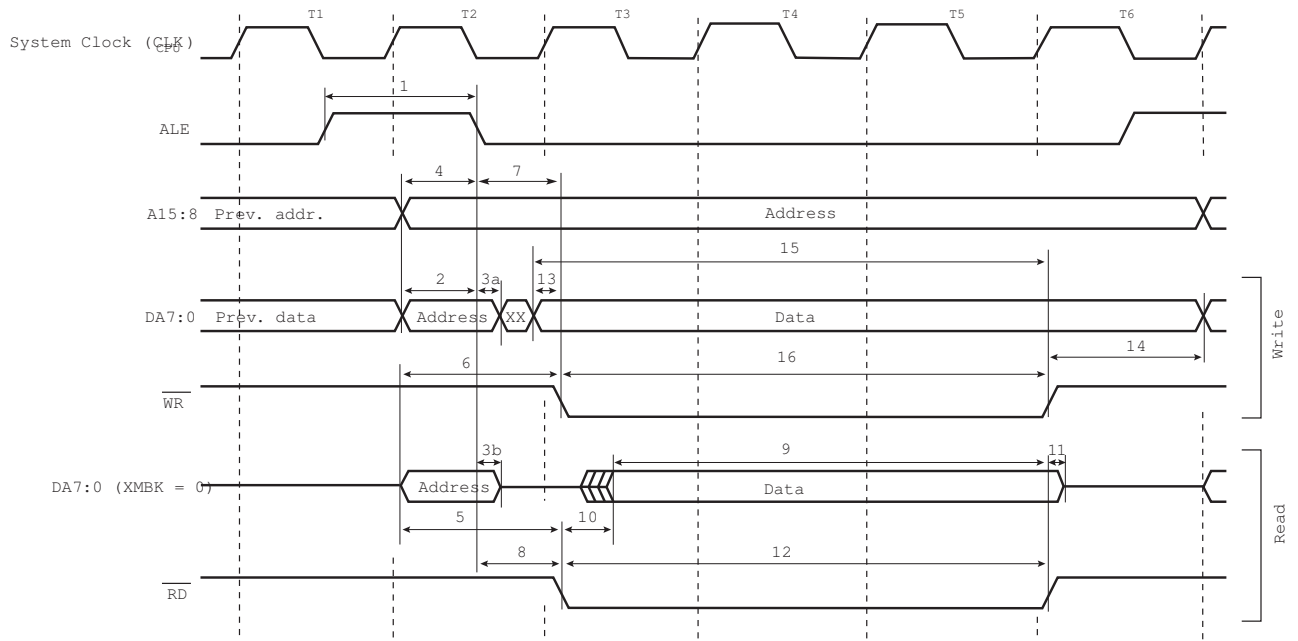 T1 T2 T3 T4 T5 T6
System Clock (CLKCPU)
1
ALE
4 7
A15:8 Prev. addr. Address
15
2 3a 13
DA7:0 Prev. data Address XX Data
14
6 16
WR
Write
3b 9 11
DA7:0 (XMBK = 0) Address Data
5 10
8 12
RD
Read